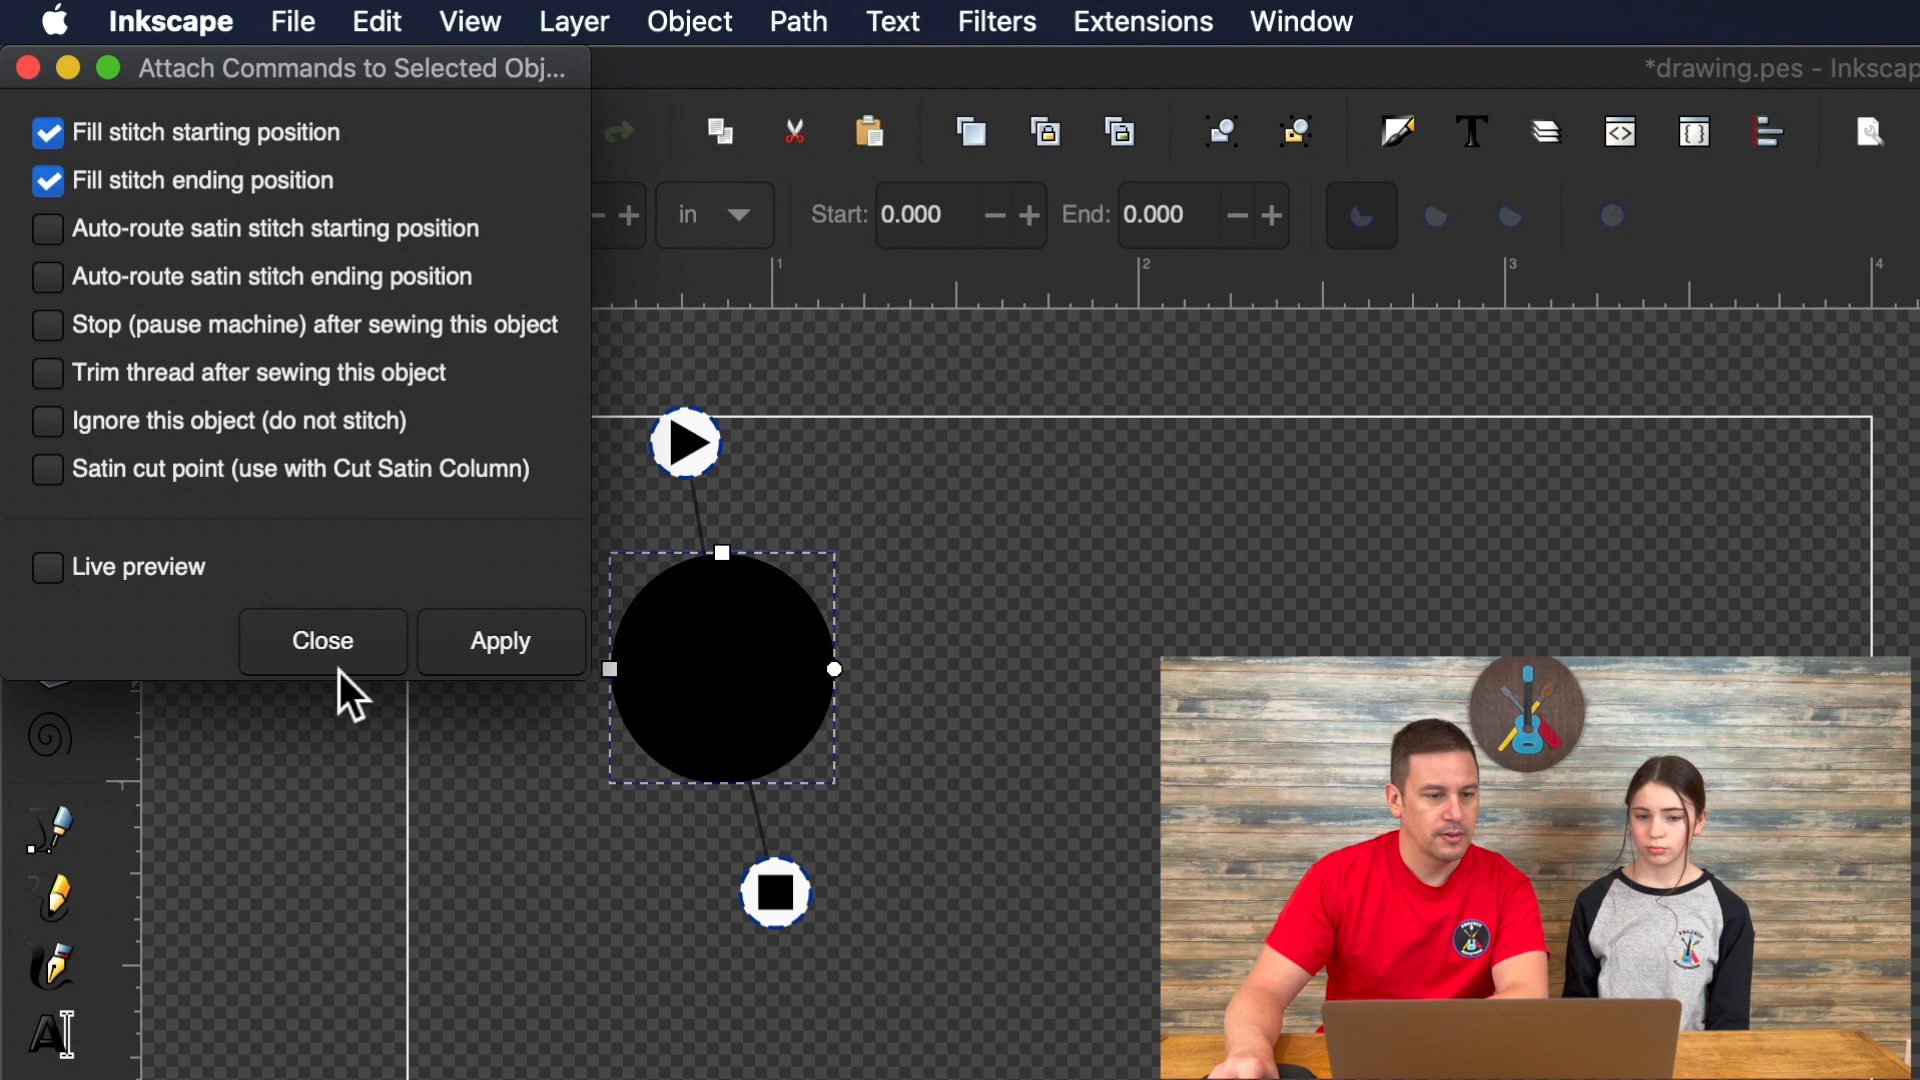 Inkscape File Edit View Layer Object Path Text Filters Extensions Window
Attach Commands to Selected Obj...
*drawing.pes - Inkscap
Fill stitch starting position
Fill stitch ending position
Auto-route satin stitch starting position
Auto-route satin stitch ending position
Stop (pause machine) after sewing this object
Trim thread after sewing this object
Ignore this object (do not stitch)
Satin cut point (use with Cut Satin Column)
Live preview
Close Apply
in Start: 0.000 End: 0.000
1 2 3 4
PROJECT
PROJECT